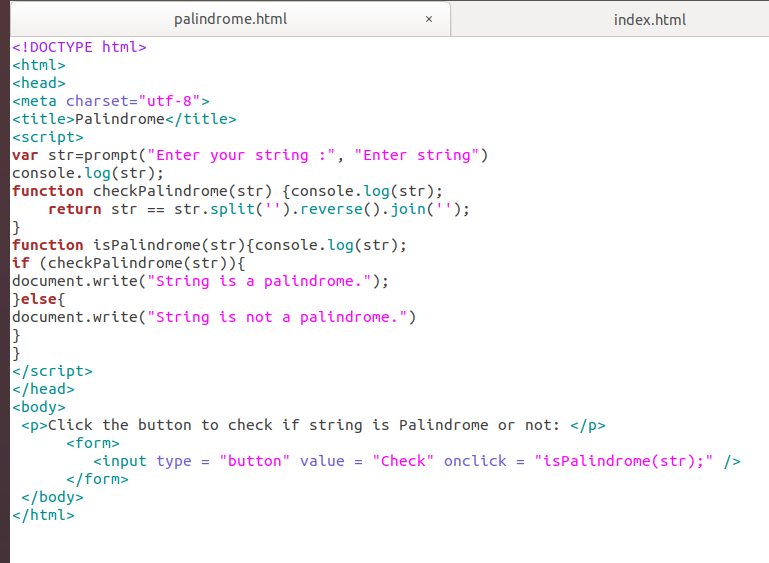 palindrome.html × index.html
<!DOCTYPE html>
<html>
<head>
<meta charset="utf-8">
<title>Palindrome</title>
<script>
var str=prompt("Enter your string :", "Enter string")
console.log(str);
function checkPalindrome(str) {console.log(str);
    return str == str.split('').reverse().join('');
}
function isPalindrome(str){console.log(str);
if (checkPalindrome(str)){
document.write("String is a palindrome.");
}else{
document.write("String is not a palindrome.")
}
}
</script>
</head>
<body>
 <p>Click the button to check if string is Palindrome or not: </p>
      <form>
         <input type = "button" value = "Check" onclick = "isPalindrome(str);" />
      </form>
 </body>
</html>